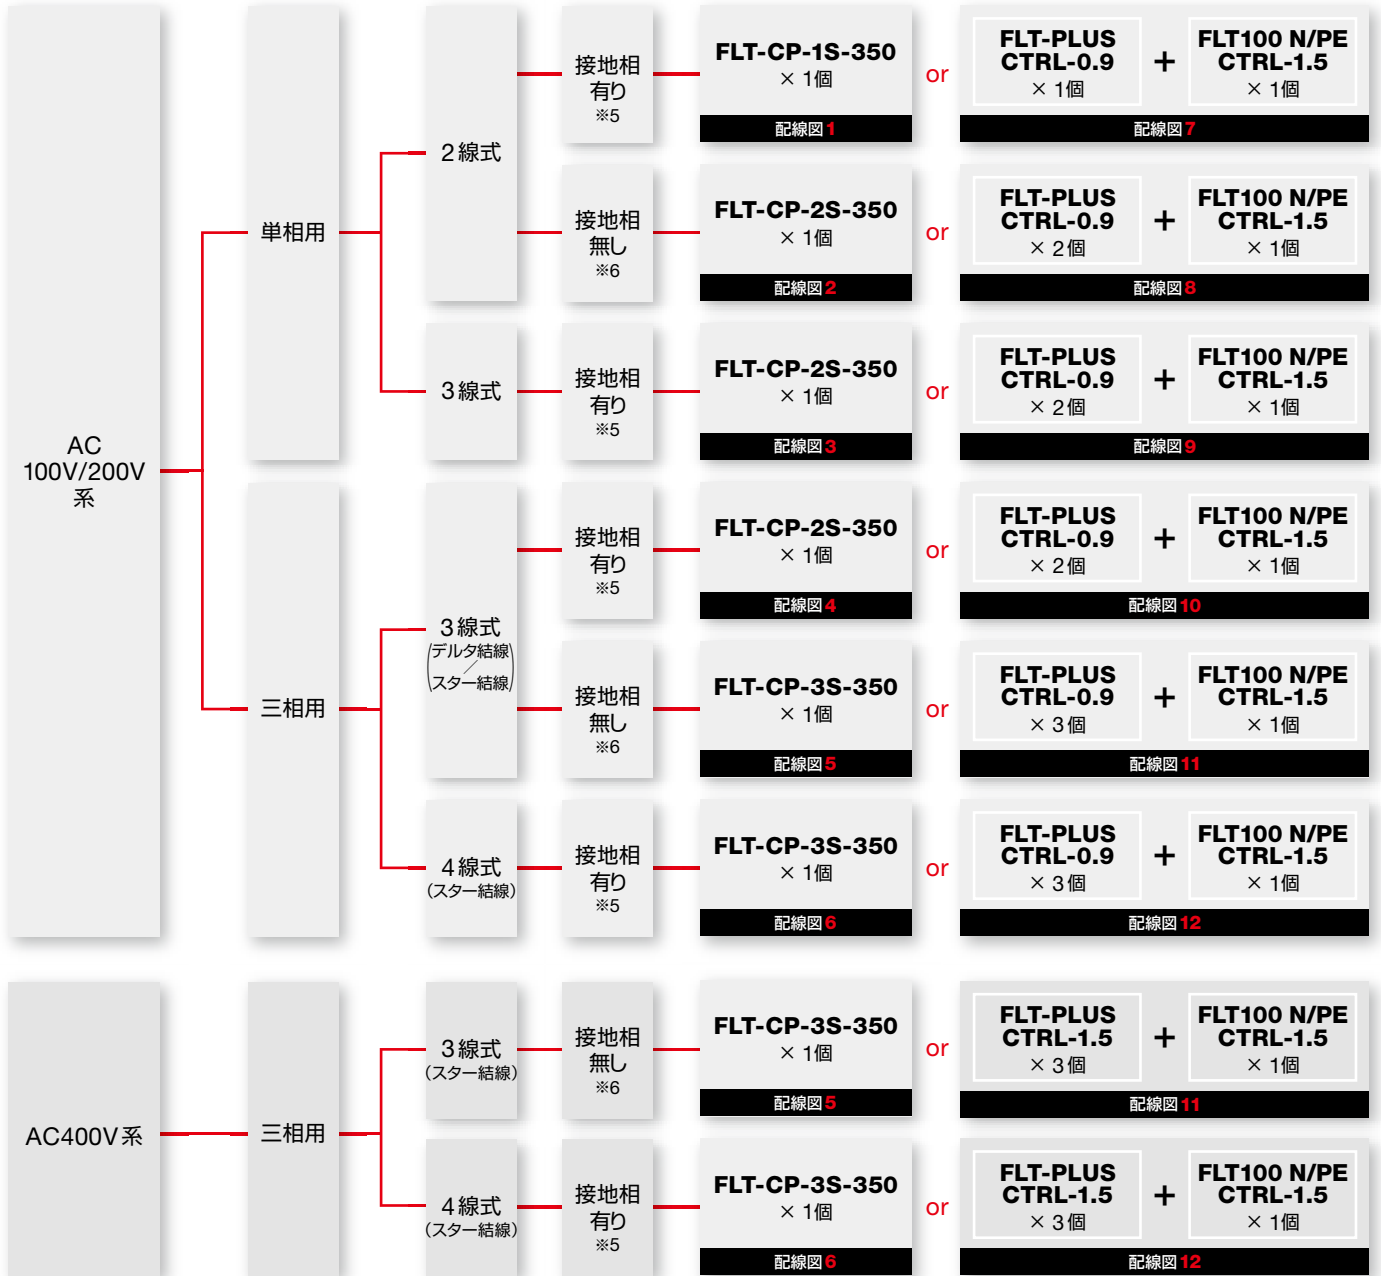 AC
100V/200V
系
単相用
2線式
接地相
有り
※5
FLT-CP-1S-350
× 1個
配線図1
or
FLT-PLUS
CTRL-0.9
× 1個
+
FLT100 N/PE
CTRL-1.5
× 1個
配線図7
接地相
無し
※6
FLT-CP-2S-350
× 1個
配線図2
or
FLT-PLUS
CTRL-0.9
× 2個
+
FLT100 N/PE
CTRL-1.5
× 1個
配線図8
3線式
接地相
有り
※5
FLT-CP-2S-350
× 1個
配線図3
or
FLT-PLUS
CTRL-0.9
× 2個
+
FLT100 N/PE
CTRL-1.5
× 1個
配線図9
三相用
3線式
(デルタ結線
／
スター結線)
接地相
有り
※5
FLT-CP-2S-350
× 1個
配線図4
or
FLT-PLUS
CTRL-0.9
× 2個
+
FLT100 N/PE
CTRL-1.5
× 1個
配線図10
接地相
無し
※6
FLT-CP-3S-350
× 1個
配線図5
or
FLT-PLUS
CTRL-0.9
× 3個
+
FLT100 N/PE
CTRL-1.5
× 1個
配線図11
4線式
(スター結線)
接地相
有り
※5
FLT-CP-3S-350
× 1個
配線図6
or
FLT-PLUS
CTRL-0.9
× 3個
+
FLT100 N/PE
CTRL-1.5
× 1個
配線図12
AC400V系
三相用
3線式
(スター結線)
接地相
無し
※6
FLT-CP-3S-350
× 1個
配線図5
or
FLT-PLUS
CTRL-1.5
× 3個
+
FLT100 N/PE
CTRL-1.5
× 1個
配線図11
4線式
(スター結線)
接地相
有り
※5
FLT-CP-3S-350
× 1個
配線図6
or
FLT-PLUS
CTRL-1.5
× 3個
+
FLT100 N/PE
CTRL-1.5
× 1個
配線図12